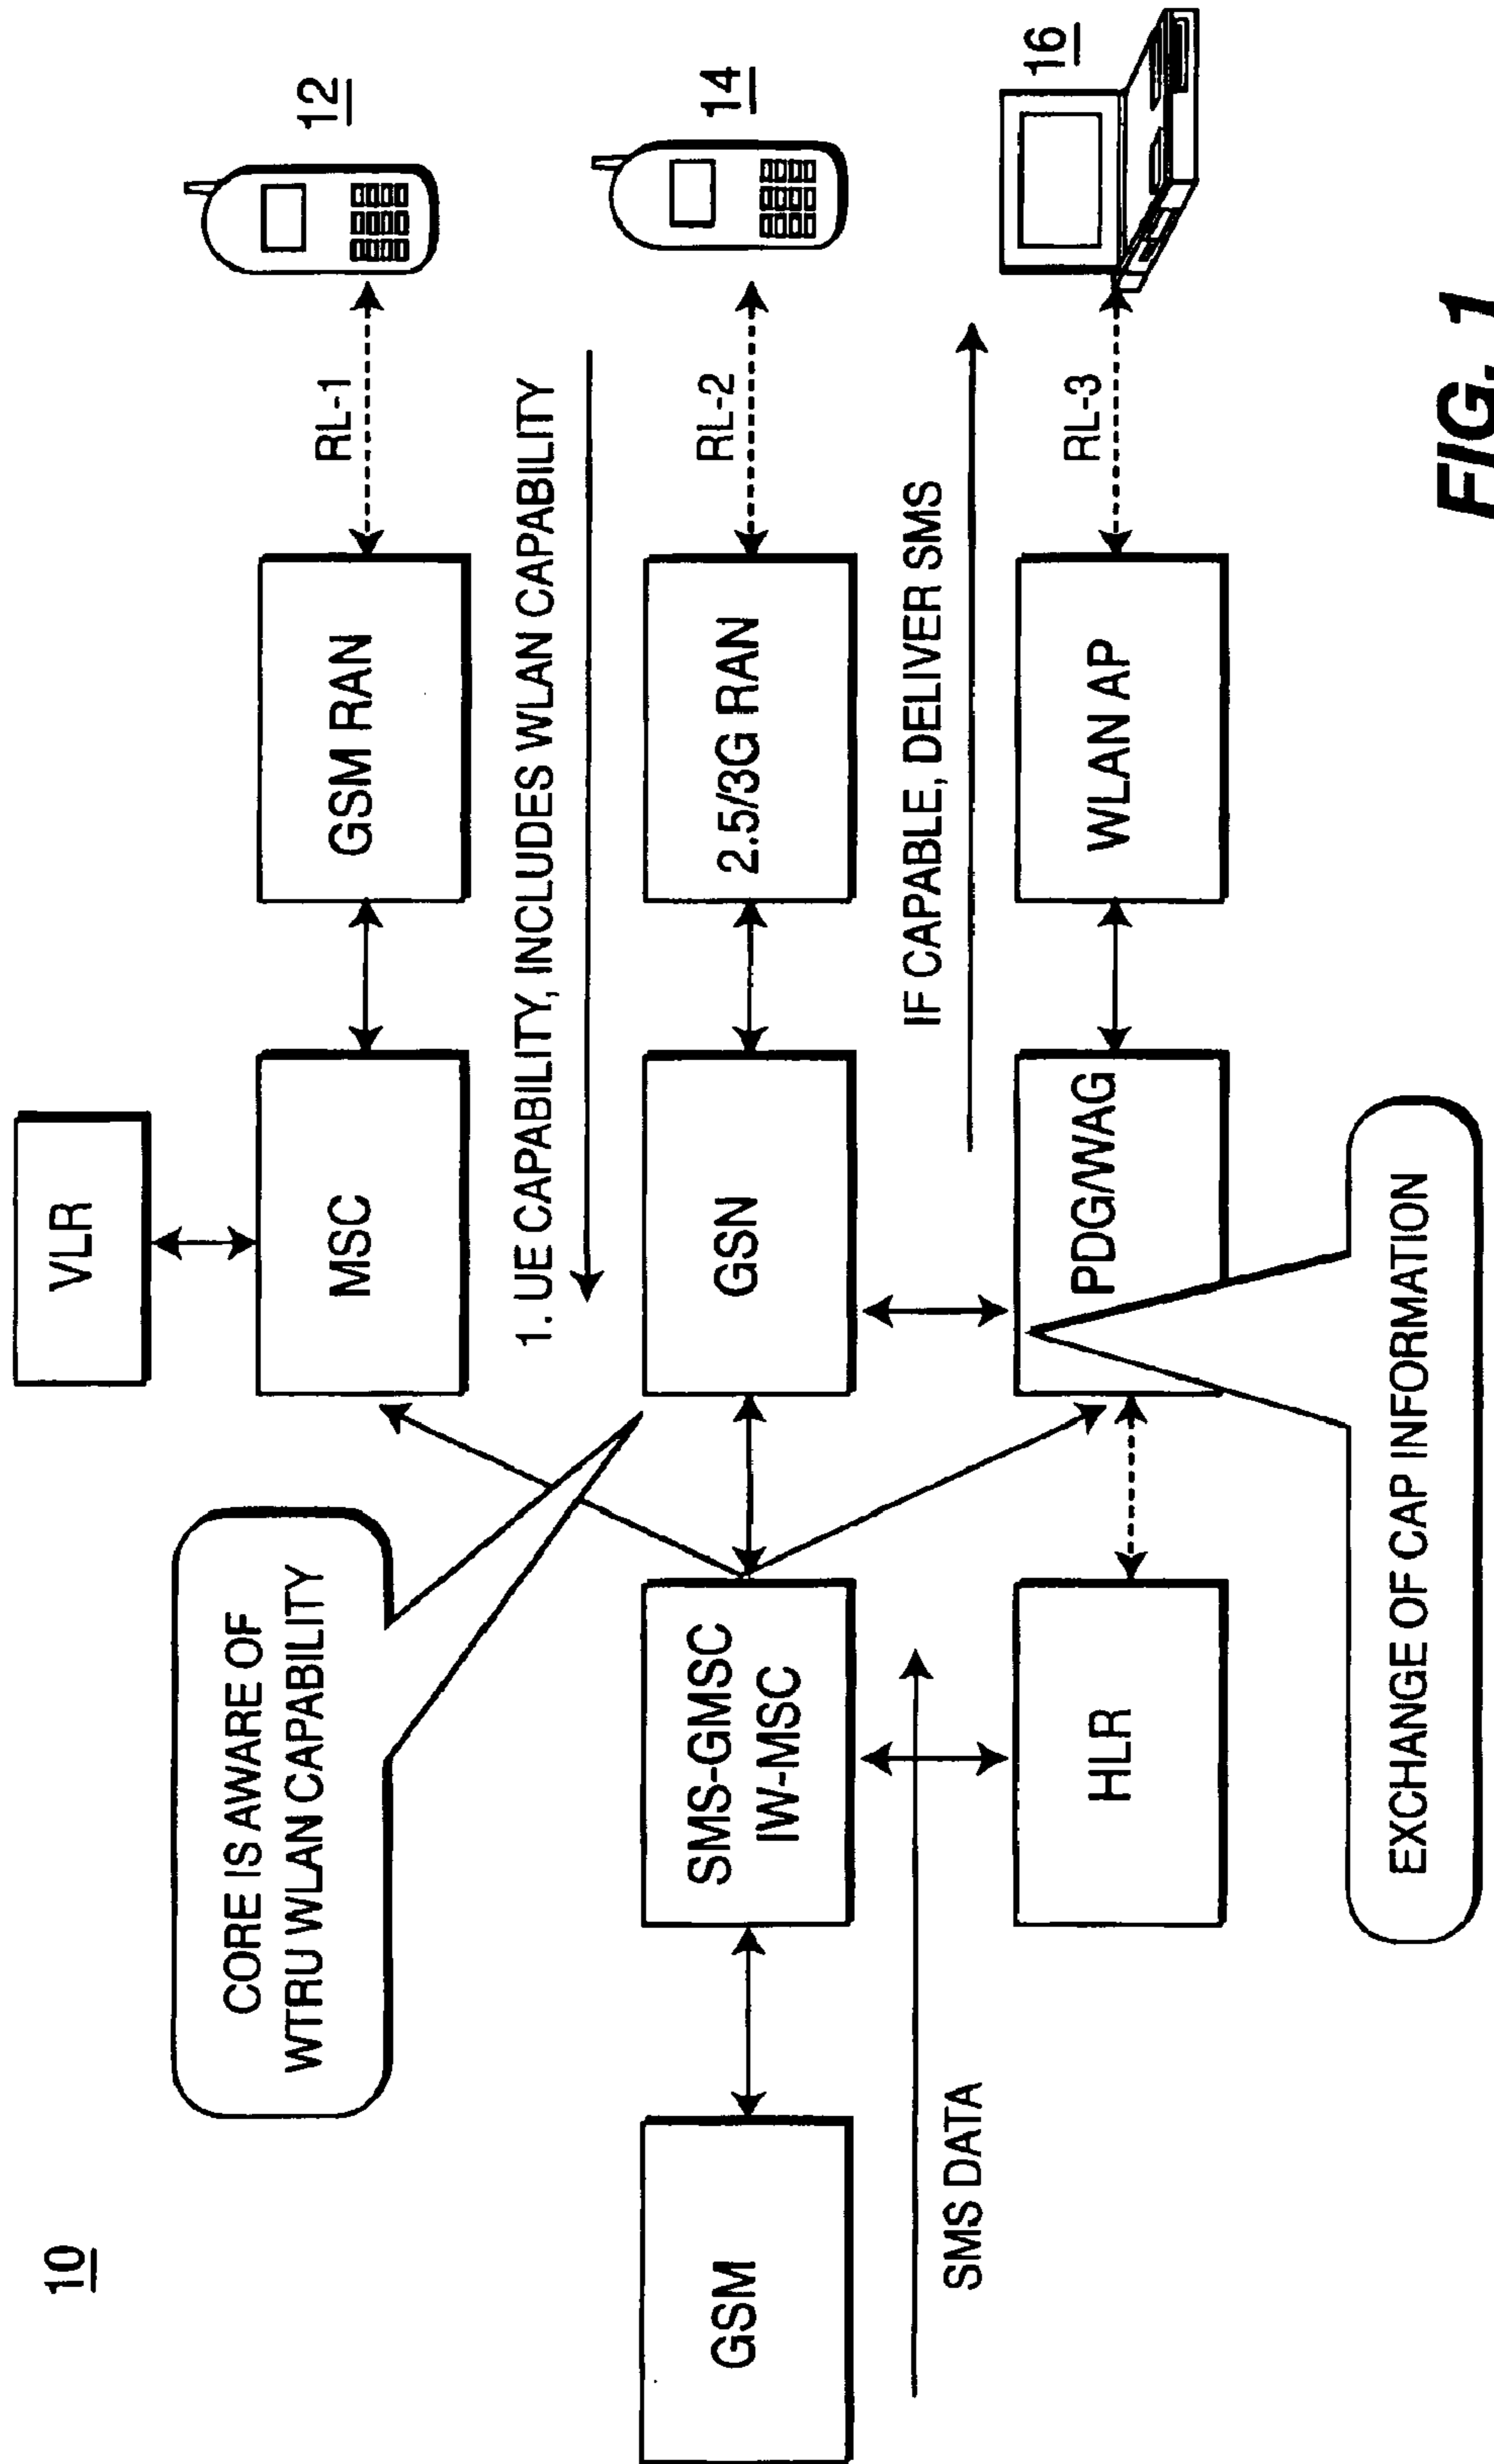 10
VLR
CORE IS AWARE OF
WTRU WLAN CAPABILITY
MSC
GSM RAN
RL-1
12
1. UE CAPABILITY, INCLUDES WLAN CAPABILITY
GSM
SMS-GMSC
IW-MSC
GSN
2.5/3G RAN
RL-2
14
SMS DATA
IF CAPABLE, DELIVER SMS
HLR
PDG/WAG
WLAN AP
RL-3
16
EXCHANGE OF CAP INFORMATION
FIG. 1